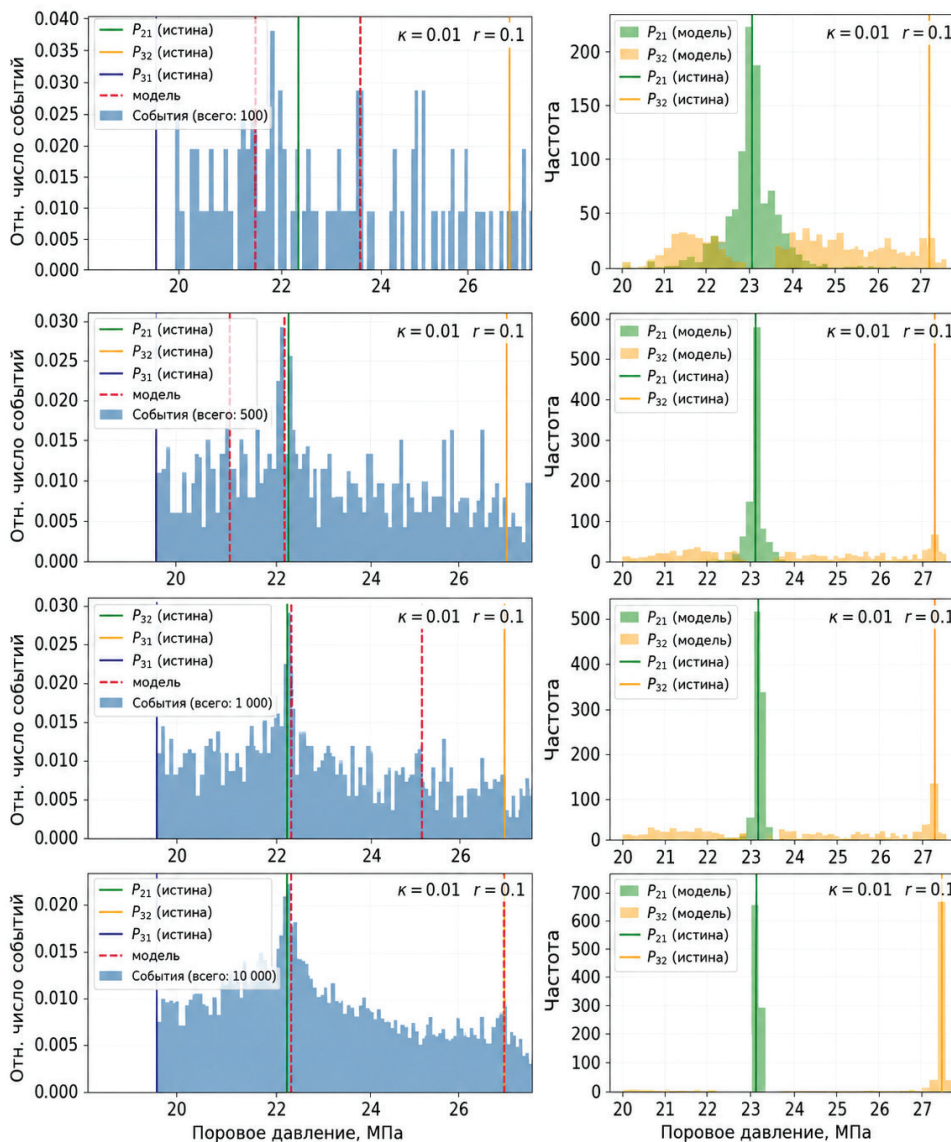 0.040
0.035
0.030
0.025
0.020
0.015
0.010
0.005
0.000
Отн. число событий
P21 (истина)
P32 (истина)
P31 (истина)
модель
События (всего: 100)
κ = 0.01 r = 0.1
20 22 24 26
200
150
100
50
0
Частота
P21 (модель)
P32 (модель)
P21 (истина)
P32 (истина)
κ = 0.01 r = 0.1
20 21 22 23 24 25 26 27
0.030
0.025
0.020
0.015
0.010
0.005
0.000
Отн. число событий
P21 (истина)
P32 (истина)
P31 (истина)
модель
События (всего: 500)
κ = 0.01 r = 0.1
20 22 24 26
600
500
400
300
200
100
0
Частота
P21 (модель)
P32 (модель)
P21 (истина)
P32 (истина)
κ = 0.01 r = 0.1
20 21 22 23 24 25 26 27
0.030
0.025
0.020
0.015
0.010
0.005
0.000
Отн. число событий
P32 (истина)
P31 (истина)
P31 (истина)
модель
События (всего: 1 000)
κ = 0.01 r = 0.1
20 22 24 26
500
400
300
200
100
0
Частота
P21 (модель)
P32 (модель)
P21 (истина)
P32 (истина)
κ = 0.01 r = 0.1
20 21 22 23 24 25 26 27
0.020
0.015
0.010
0.005
0.000
Отн. число событий
P21 (истина)
P32 (истина)
P31 (истина)
модель
События (всего: 10 000)
κ = 0.01 r = 0.1
20 22 24 26
Поровое давление, МПа
700
600
500
400
300
200
100
0
Частота
P21 (модель)
P32 (модель)
P21 (истина)
P32 (истина)
κ = 0.01 r = 0.1
20 21 22 23 24 25 26 27
Поровое давление, МПа